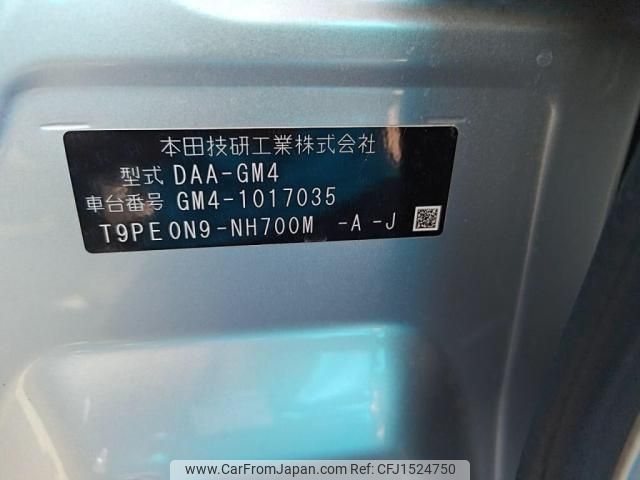 本田技研工業株式会社
型式 DAA-GM4
車台番号 GM4-1017035
T9PE0N9-NH700M -A -J
www.CarFromJapan.com | CFJ1524750